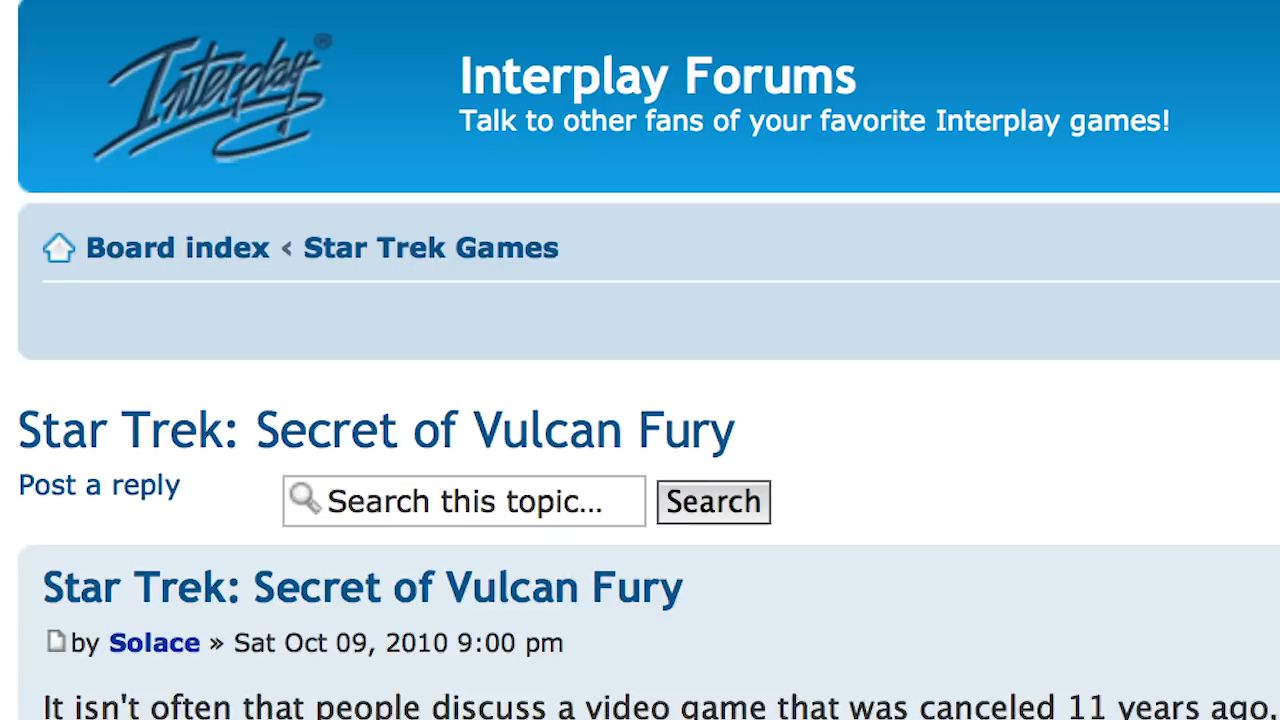 Interplay®
Interplay Forums
Talk to other fans of your favorite Interplay games!
Board index ‹ Star Trek Games
Star Trek: Secret of Vulcan Fury
Post a reply
Search this topic...
Search
Star Trek: Secret of Vulcan Fury
by Solace » Sat Oct 09, 2010 9:00 pm
It isn't often that people discuss a video game that was canceled 11 years ago.